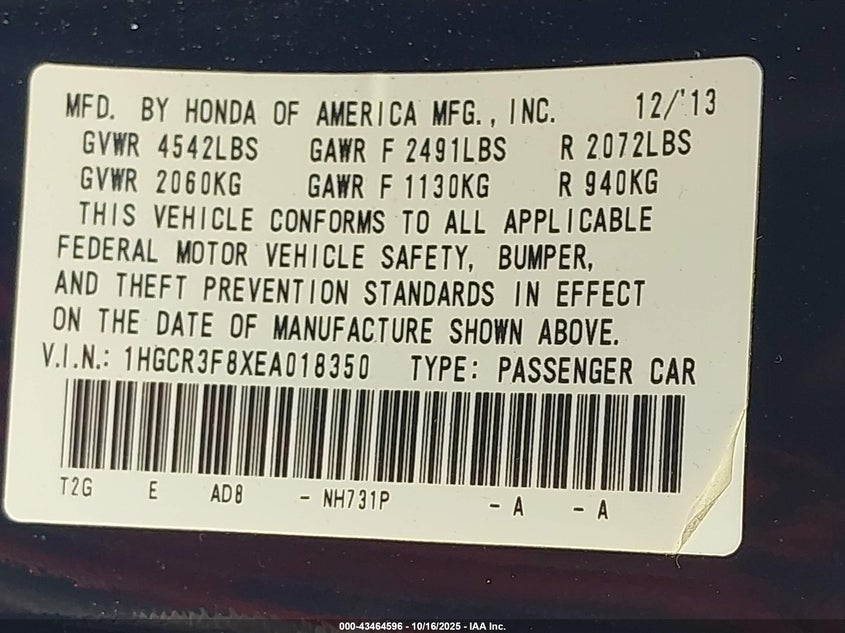 MFD. BY HONDA OF AMERICA MFG., INC. 12/'13
GVWR 4542LBS GAWR F 2491LBS R 2072LBS
GVWR 2060KG GAWR F 1130KG R 940KG
THIS VEHICLE CONFORMS TO ALL APPLICABLE
FEDERAL MOTOR VEHICLE SAFETY, BUMPER,
AND THEFT PREVENTION STANDARDS IN EFFECT
ON THE DATE OF MANUFACTURE SHOWN ABOVE.
V.I.N.: 1HGCR3F8XEA018350 TYPE: PASSENGER CAR
T2G E AD8 - NH731P - A - A
000-43464596 - 10/16/2025 - IAA Inc.